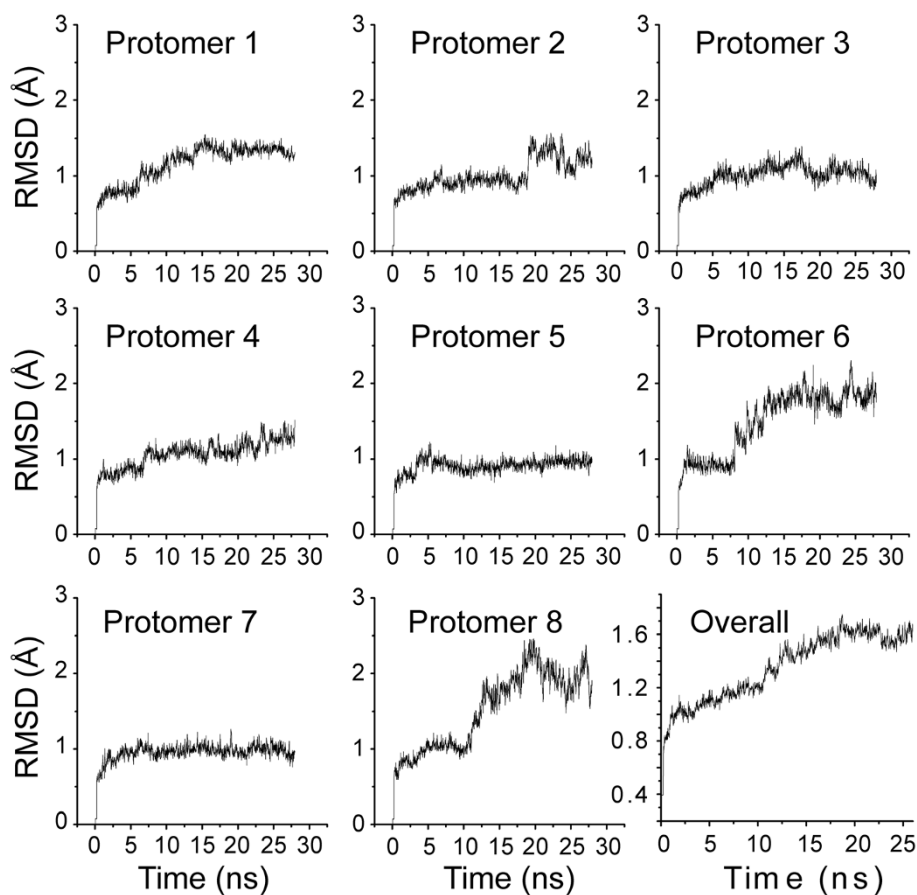 3 Protomer 1 3 Protomer 2 3 Protomer 3
RMSD (Å)
2 2 2
1 1 1
0 0 0
0 5 10 15 20 25 30 0 5 10 15 20 25 30 0 5 10 15 20 25 30
3 Protomer 4 3 Protomer 5 3 Protomer 6
RMSD (Å)
2 2 2
1 1 1
0 0 0
0 5 10 15 20 25 30 0 5 10 15 20 25 30 0 5 10 15 20 25 30
3 Protomer 7 3 Protomer 8 1.6 Overall
RMSD (Å)
2 2 1.2
1 1 0.8
0 0 0.4
0 5 10 15 20 25 30 0 5 10 15 20 25 30 0 5 10 15 20 25
Time (ns) Time (ns) Time (ns)